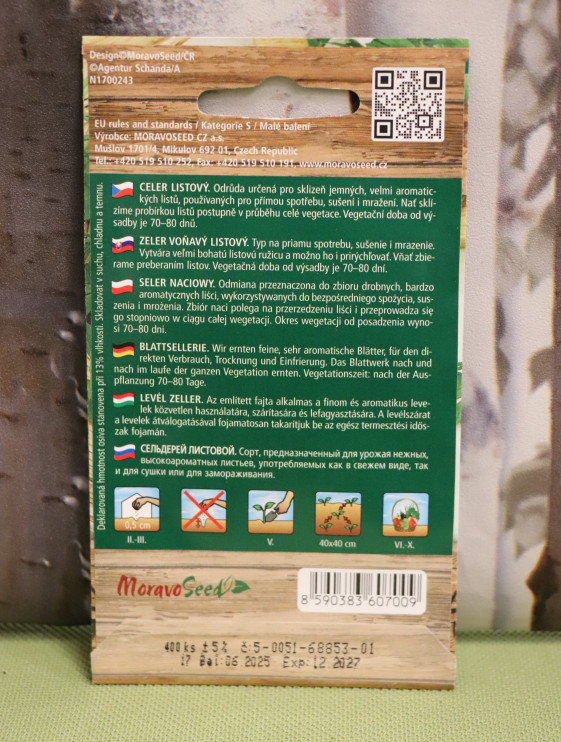 Design©MoravoSeed/ČR
©Agentur Schanda/A
N1700243
EU rules and standards / Kategorie S / Malé balení
Výrobce: MORAVOSEED CZ a.s.
Mušlov 1701/4, Mikulov 692 01, Czech Republic
Tel.: +420 519 510 252, Fax: +420 519 510 191, www.moravoseed.cz
Deklarovaná hmotnost osiva stanovena při 13% vlhkosti. Skladovat v suchu, chladnu a temnu.
CELER LISTOVÝ. Odrůda určená pro sklizeň jemných, velmi aromatic-
kých listů, používaných pro přímou spotřebu, sušení i mražení. Nať sklí-
zíme probírkou listů postupně v průběhu celé vegetace. Vegetační doba od vý-
sadby je 70–80 dnů.
ZELER VOŇAVÝ LISTOVÝ. Typ na priamu spotrebu, sušenie i mrazenie.
Vytvára veľmi bohatú listovú ružicu a možno ho i prirýchľovať. Vňať zbie-
rame preberaním listov. Vegetačná doba od výsadby je 70–80 dní.
SELER NACIOWY. Odmiana przeznaczona do zbioru drobnych, bardzo
aromatycznych liści, wykorzystywanych do bezpośredniego spożycia, sus-
zenia i mrożenia. Zbiór naci polega na przerzedzeniu liści i przeprowadza się
go stopniowo w ciągu całej wegetacji. Okres wegetacji od posadzenia wyno-
si 70–80 dni.
BLATTSELLERIE. Wir ernten feine, sehr aromatische Blätter, für den di-
rekten Verbrauch, Trocknung und Einfrierung. Das Blattwerk nach und
nach im laufe der ganzen Vegetation ernten. Vegetationszeit: nach der Aus-
pflanzung 70–80 Tage.
LEVÉL ZELLER. Az említett fajta alkalmas a finom és aromatikus leve-
lek közvetlen használatára, szárítására és lefagyasztására. A levélszárat
a levelek átválogatásával fojamatosan takarítjuk be az egész termesztési idős-
zak fojamán.
СЕЛЬДЕРЕЙ ЛИСТОВОЙ. Сорт, предназначенный для урожая нежных,
высокоароматных листьев, употребляемых как в свежем виде, так
и для сушки или для замораживания.
0,5 cm
II.-III.
V.
40x40 cm
VI.-X.
MoravoSeed
8 590383 607009
400 ks ± 5% č:5-0051-68853-01
17 Bal:06 2025 Exp:12.2027